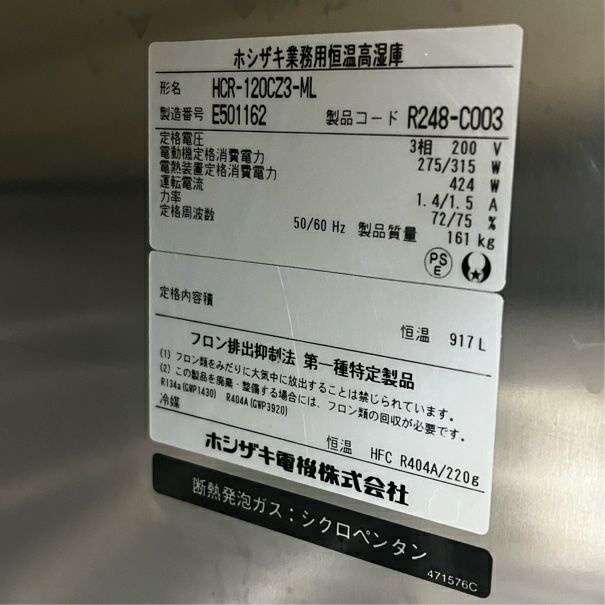 ホシザキ業務用恒温高湿庫
形名 HCR-120CZ3-ML
製造番号 E501162 製品コード R248-C003
定格電圧 3相 200 V
電動機定格消費電力 275/315 W
電熱装置定格消費電力 424 W
運転電流 1.4/1.5 A
力率 72/75 %
定格周波数 50/60 Hz 製品質量 161 kg
PS
E
定格内容積
恒温 917 L
フロン排出抑制法 第一種特定製品
(1) フロン類をみだりに大気中に放出することは禁じられています。
(2) この製品を廃棄・整備する場合には、フロン類の回収が必要です。
R134a(GWP1430) R404A(GWP3920)
冷媒 恒温 HFC R404A/220g
ホシザキ電機株式会社
断熱発泡ガス：シクロペンタン
471576C